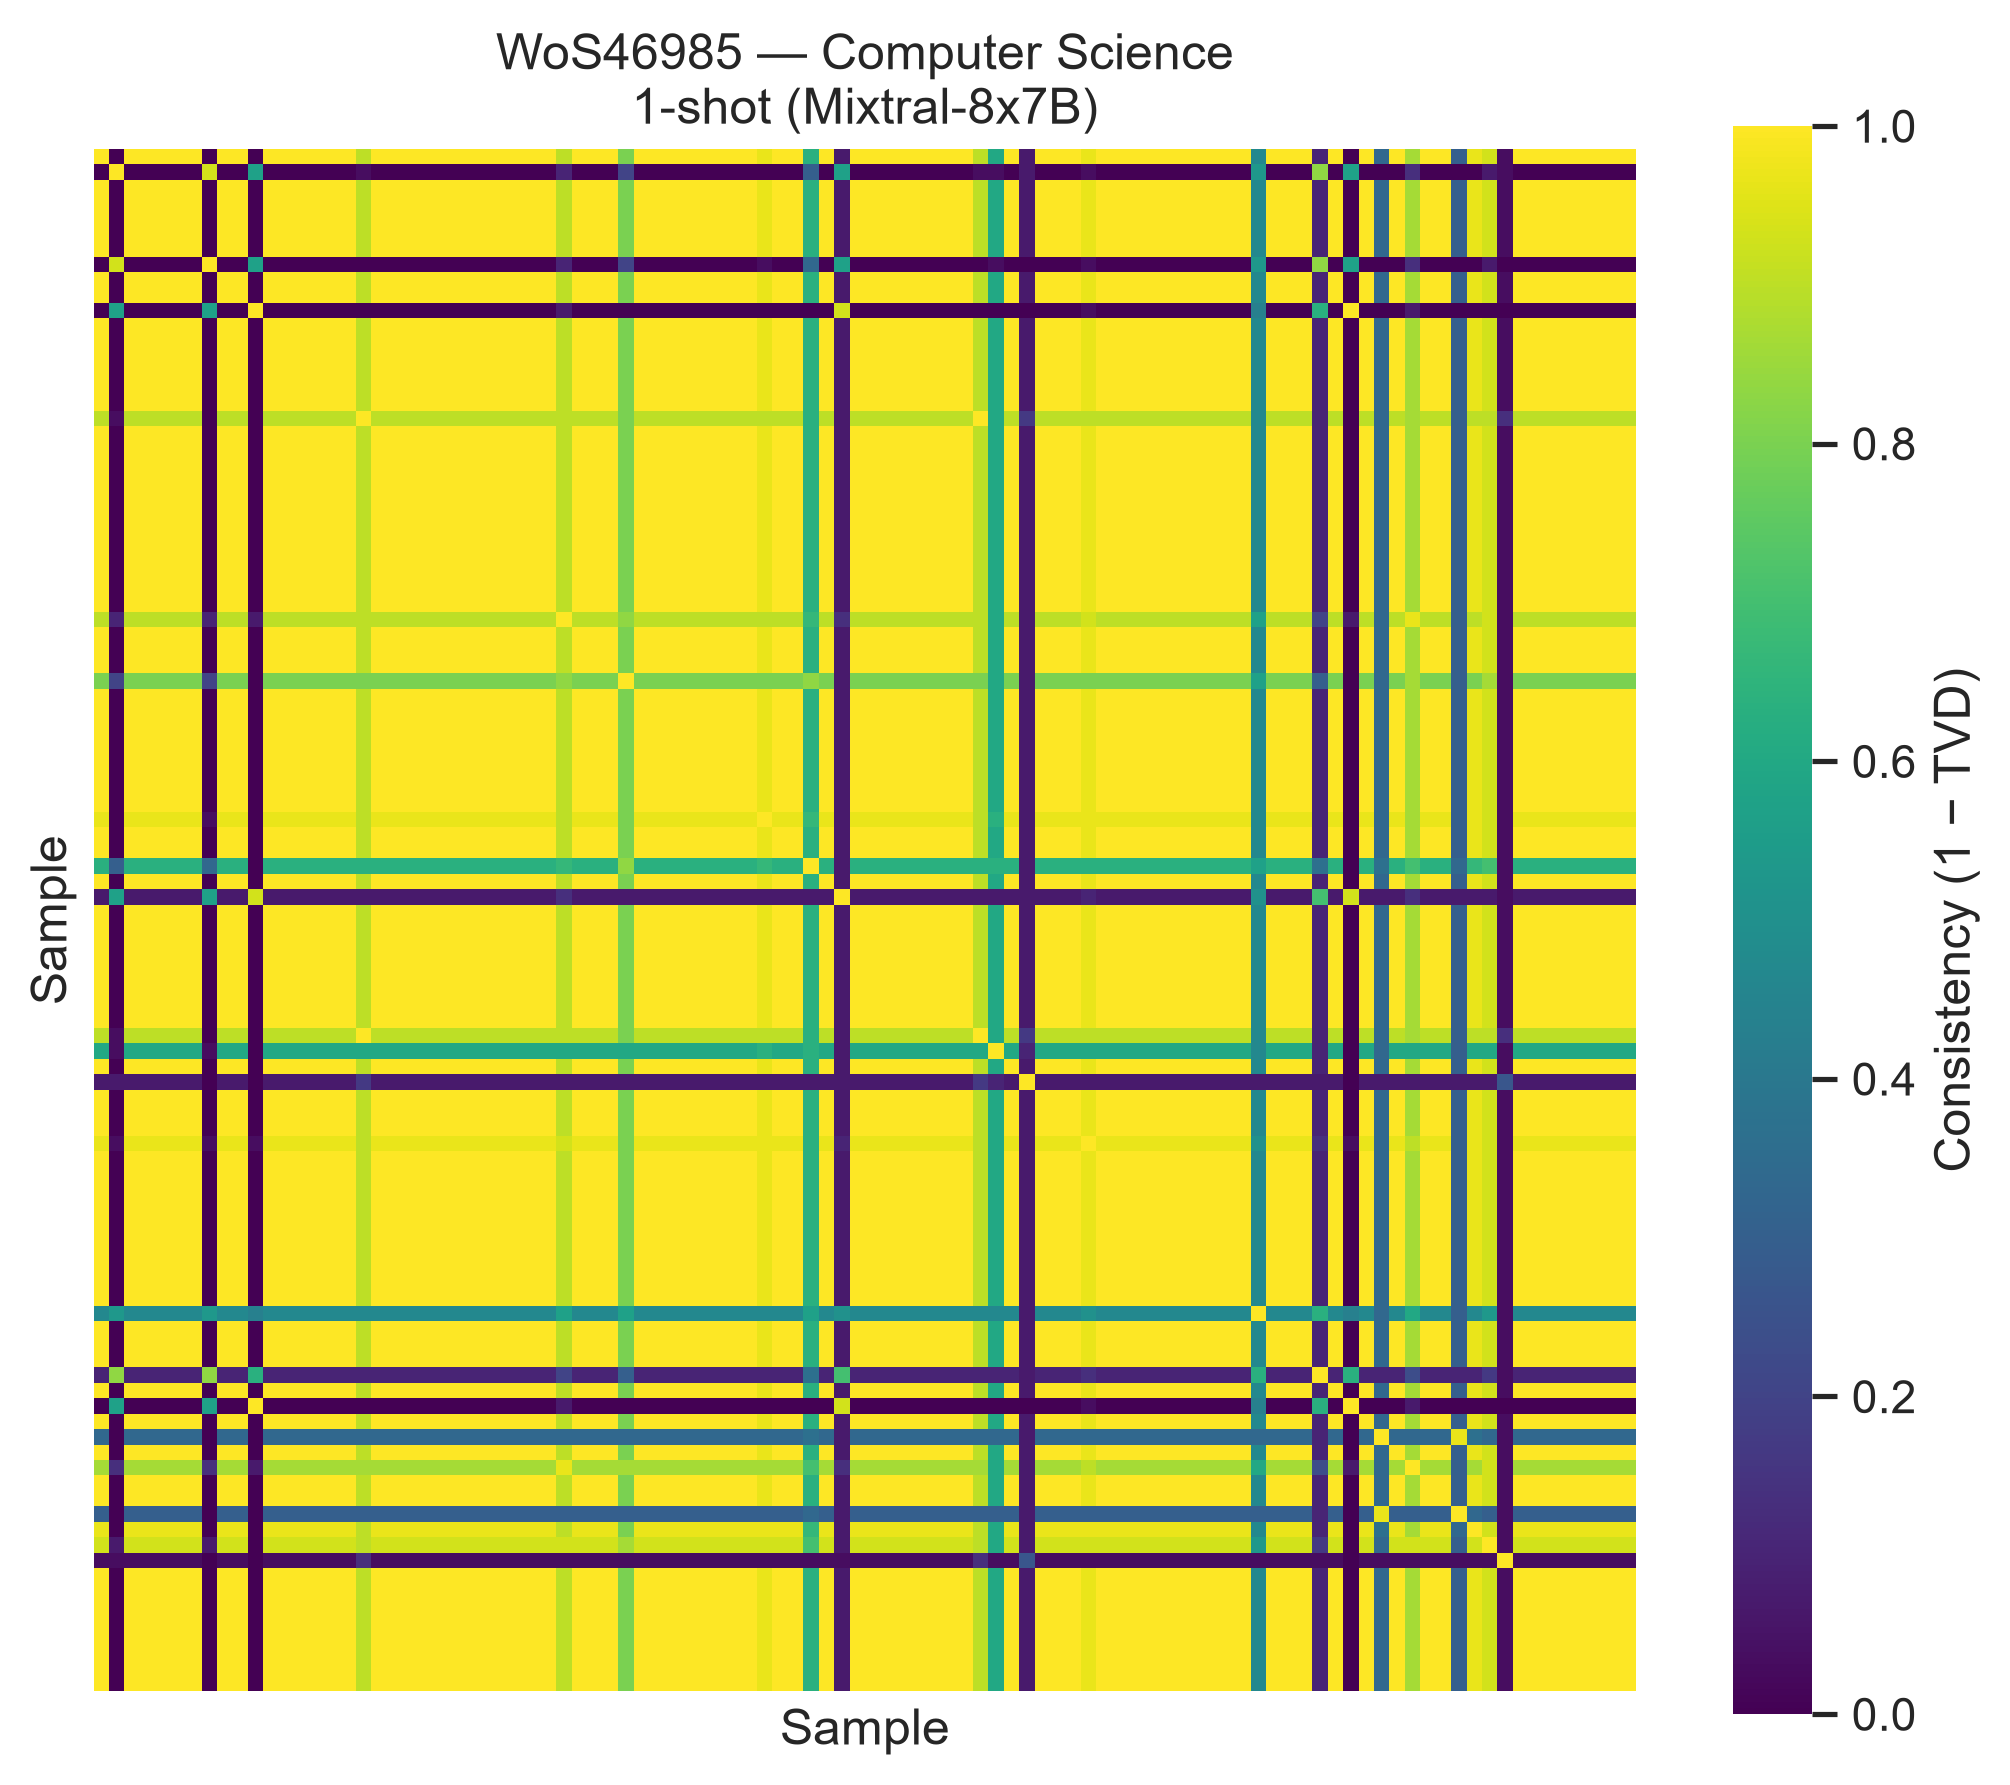 WoS46985 — Computer Science
1-shot (Mixtral-8x7B)
1.0
0.8
0.6
0.4
0.2
0.0
Consistency (1 − TVD)
Sample
Sample